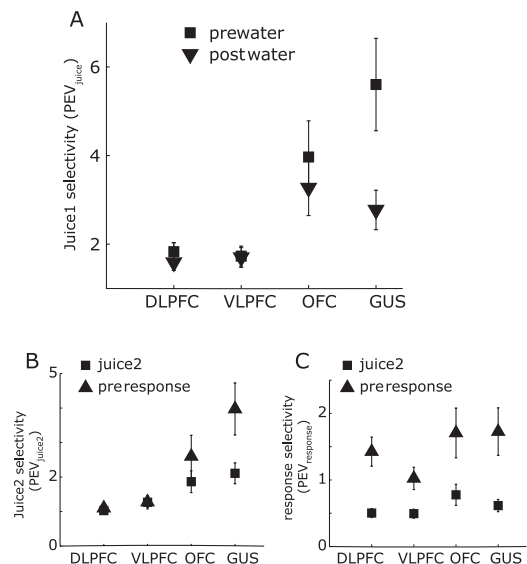 A
prewater
postwater
Juice1 selectivity (PEVjuice)
6
4
2
DLPFC VLPFC OFC GUS
B
juice2
preresponse
Juice2 selectivity
(PEVjuice2)
5
2
0
DLPFC VLPFC OFC GUS
C
juice2
preresponse
response selectivity
(PEVresponse)
2
1
0
DLPFC VLPFC OFC GUS